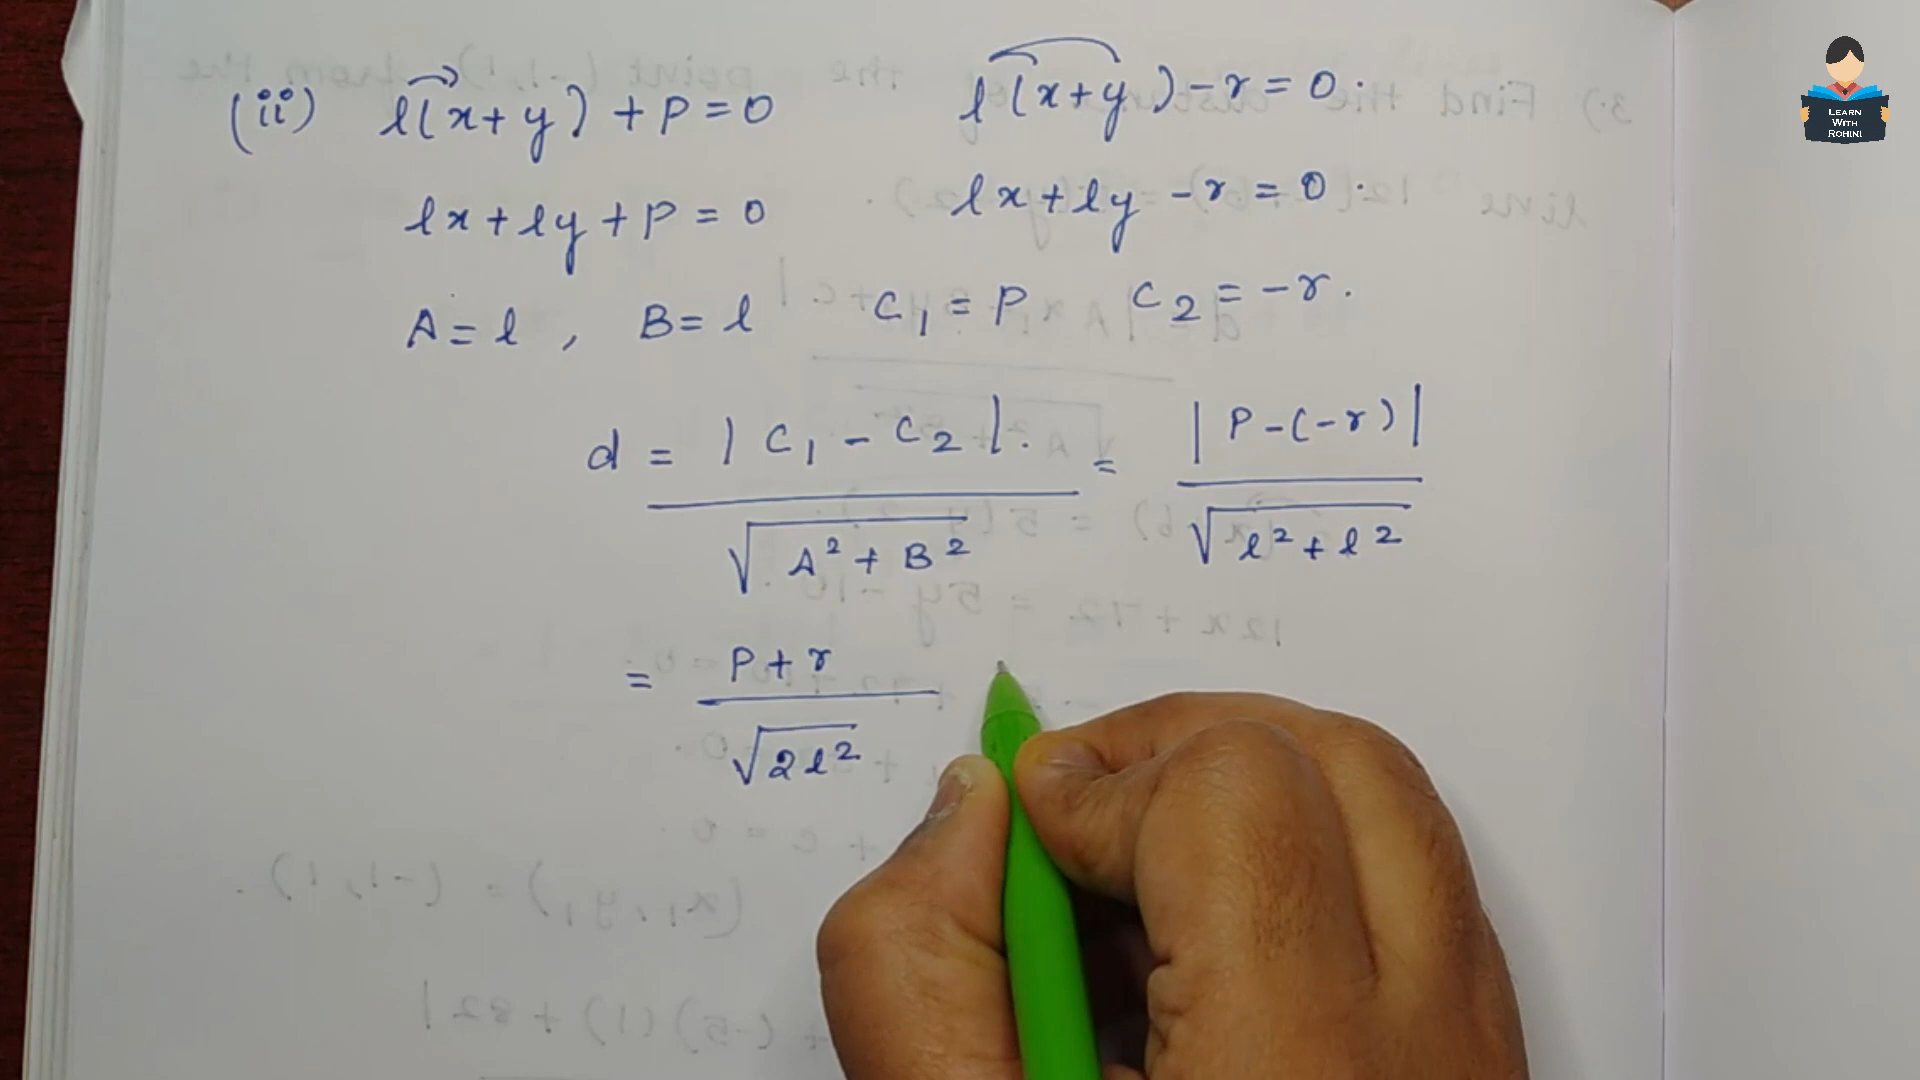 (ii) l(x+y) + p = 0    l(x+y) - r = 0.
lx + ly + p = 0    lx + ly - r = 0.
A = l , B = l    C₁ = p    C₂ = -r.
d = |C₁ - C₂|. / √(A² + B²) = |P-(-r)| / √(l² + l²)
= P + r / √(2l²)
LEARN
WITH
ROHINI